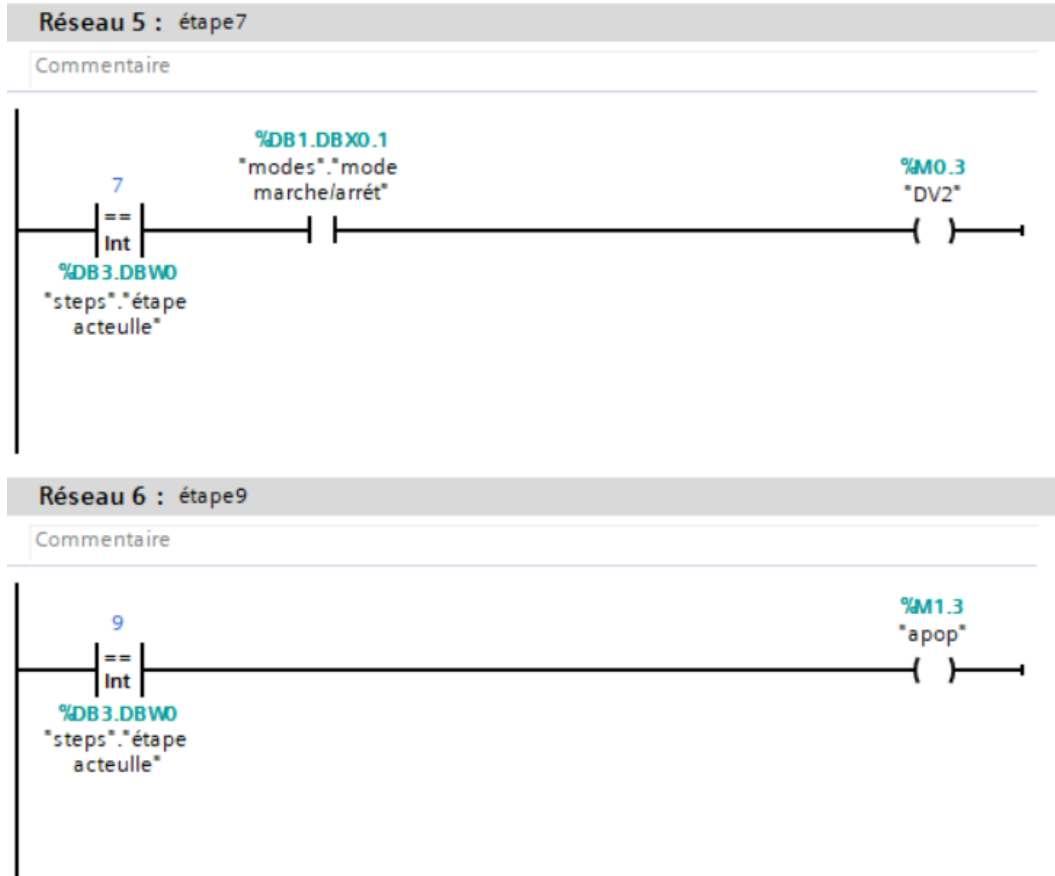 Réseau 5 : étape7
Commentaire
%DB1.DBX0.1
"modes"."mode
marche/arrét"
%M0.3
"DV2"
7
==
Int
( )
%DB3.DBW0
"steps"."étape
acteulle"
Réseau 6 : étape9
Commentaire
%M1.3
"apop"
9
==
Int
( )
%DB3.DBW0
"steps"."étape
acteulle"